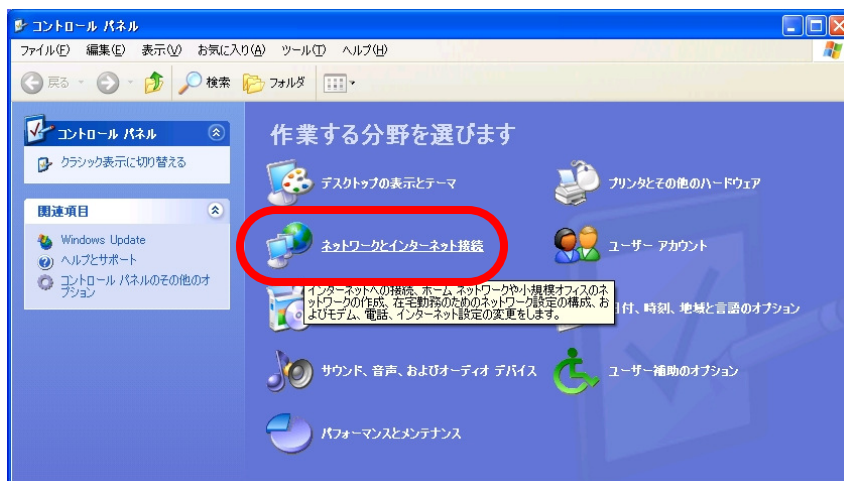 コントロール パネル
ファイル(F) 編集(E) 表示(V) お気に入り(A) ツール(T) ヘルプ(H)
戻る 検索 フォルダ
コントロール パネル
クラシック表示に切り替える
関連項目
Windows Update
ヘルプとサポート
コントロール パネルのその他のオ
プション
作業する分野を選びます
デスクトップの表示とテーマ
プリンタとその他のハードウェア
ネットワークとインターネット接続
ユーザー アカウント
インターネットへの接続、ホーム ネットワークや小規模オフィスのネ
ットワークの作成、在宅勤務のためのネットワーク設定の構成、お
よびモデム、電話、インターネット設定の変更をします。
付、時刻、地域と言語のオプション
サウンド、音声、およびオーディオ デバイス
ユーザー補助のオプション
パフォーマンスとメンテナンス